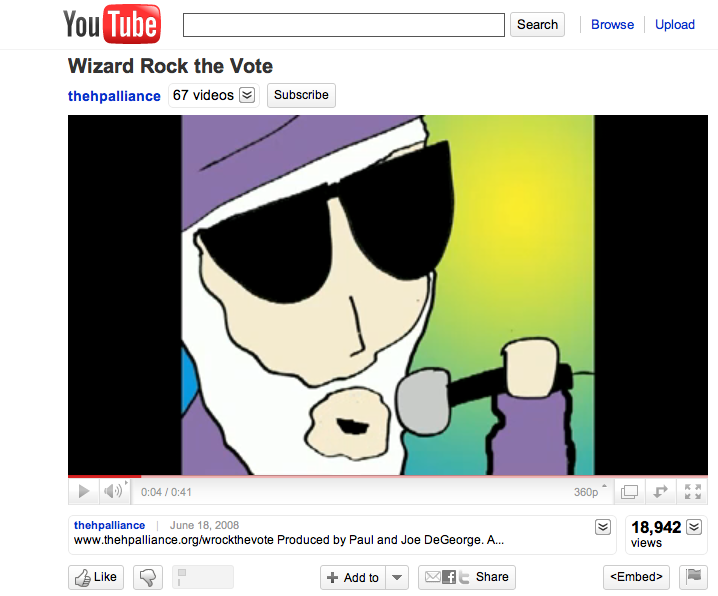 YouTube Search Browse Upload
Wizard Rock the Vote
thehpalliance 67 videos Subscribe
0:04 / 0:41 360p
thehpalliance | June 18, 2008
www.thehpalliance.org/wrockthevote Produced by Paul and Joe DeGeorge. A...
18,942
views
Like + Add to Share <Embed>